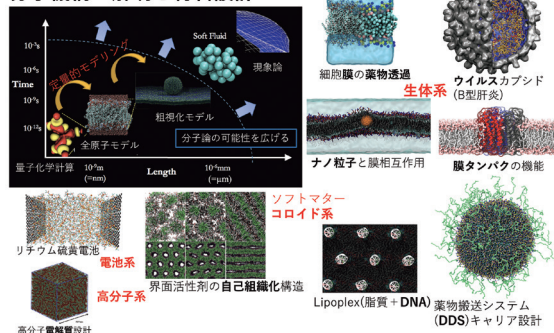 Soft Fluid
現象論
定量的モデリング
10⁻³s
10⁻⁶s
Time
10⁻⁹s
10⁻¹²s
粗視化モデル
全原子モデル
分子論の可能性を広げる
量子化学計算
10⁻⁹m
(=nm)
Length
10⁻⁶mm
(=μm)
細胞膜の薬物透過
ウイルスカプシド
(B型肝炎)
生体系
ナノ粒子と膜相互作用
膜タンパクの機能
リチウム硫黄電池
電池系
高分子系
高分子電解質設計
ソフトマター
コロイド系
界面活性剤の自己組織化構造
Lipoplex(脂質+DNA)
薬物搬送システム
(DDS)キャリア設計